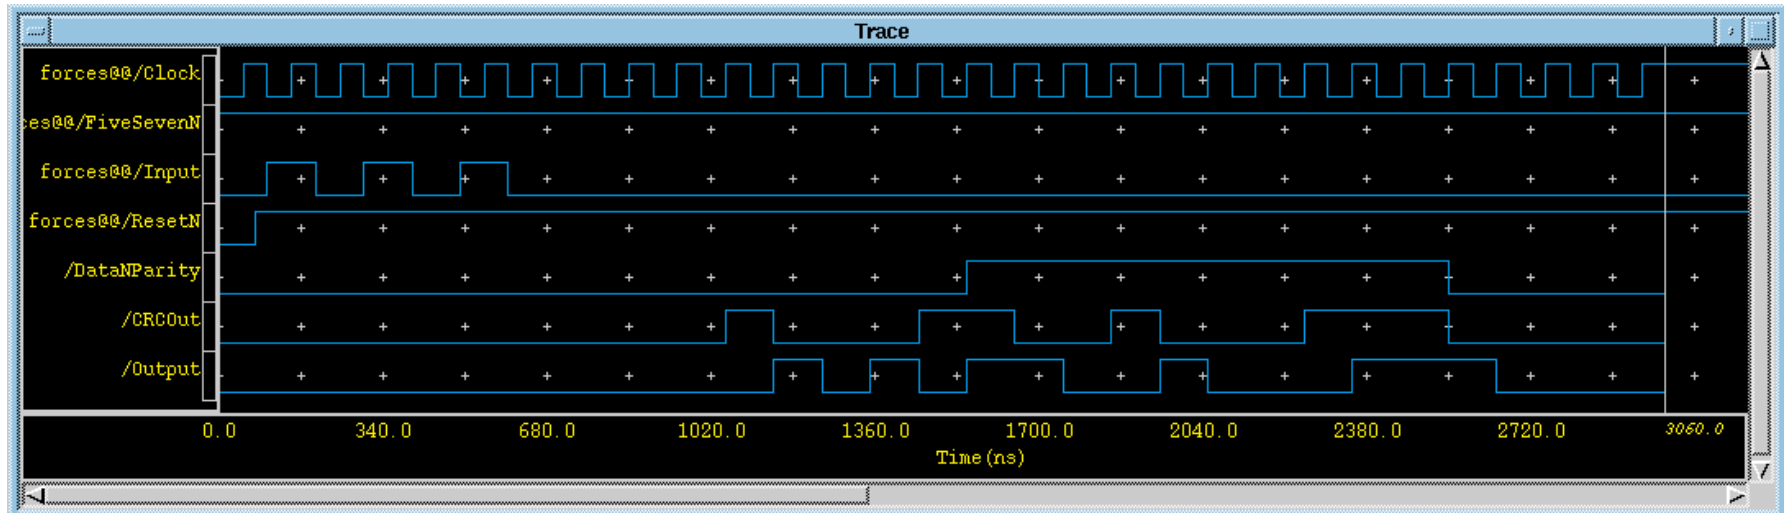 Trace
forces@@/Clock
ces@@/FiveSevenN
forces@@/Input
forces@@/ResetN
/DataNParity
/CRCOut
/Output
0.0 340.0 680.0 1020.0 1360.0 1700.0 2040.0 2380.0 2720.0 3060.0
Time(ns)